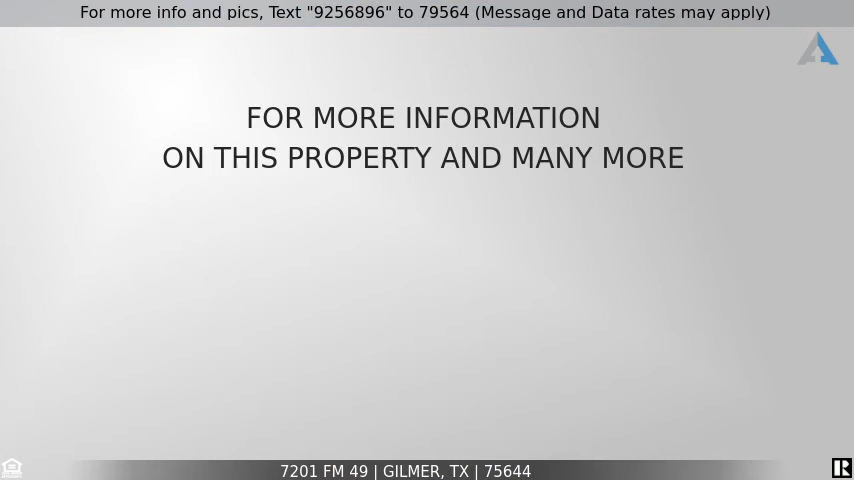 For more info and pics, Text "9256896" to 79564 (Message and Data rates may apply)
FOR MORE INFORMATION
ON THIS PROPERTY AND MANY MORE
7201 FM 49 | GILMER, TX | 75644